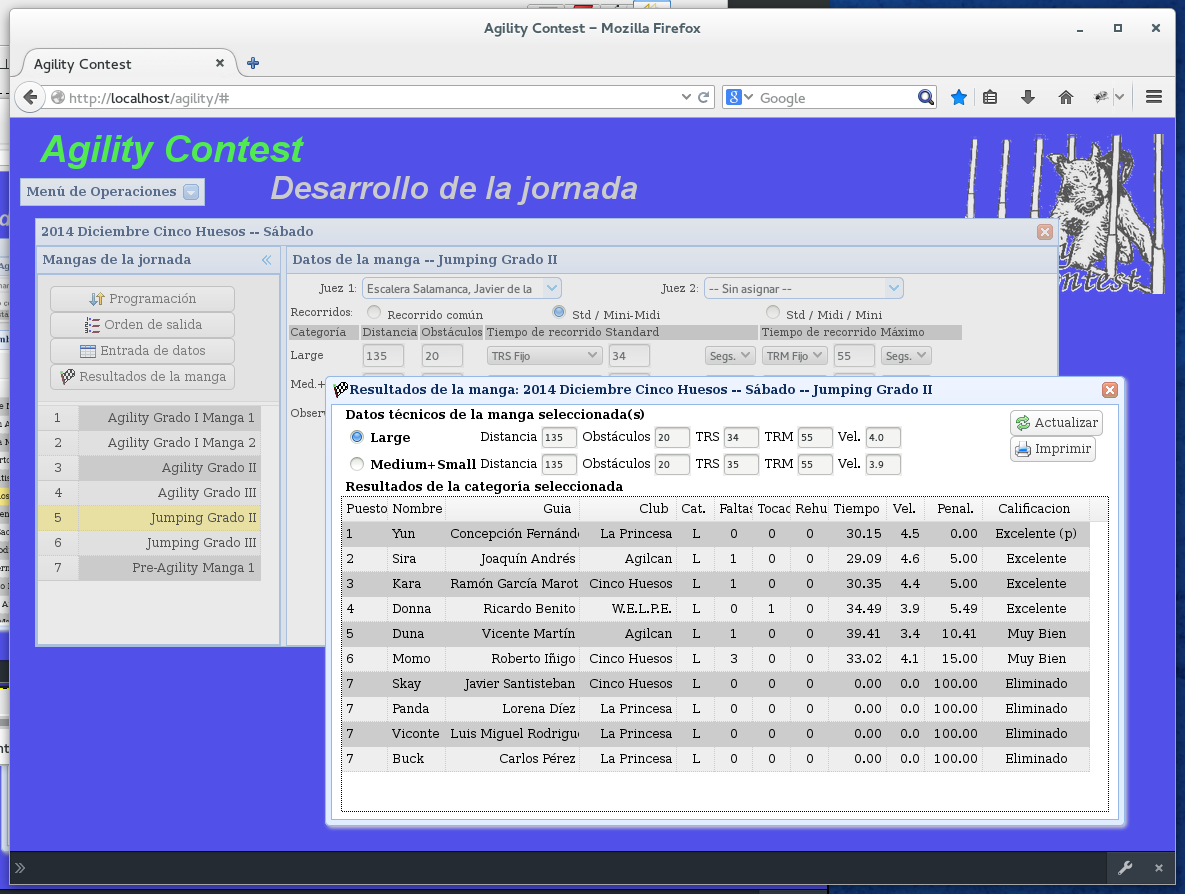 Agility Contest – Mozilla Firefox
Agility Contest
http://localhost/agility/#
Google
Agility Contest
Menú de Operaciones
Desarrollo de la jornada
2014 Diciembre Cinco Huesos -- Sábado
Mangas de la jornada
Datos de la manga -- Jumping Grado II
Programación
Orden de salida
Entrada de datos
Resultados de la manga
Juez 1: Escalera Salamanca, Javier de la Juez 2: -- Sin asignar --
Recorridos: Recorrido común Std / Mini-Midi Std / Midi / Mini
Categoría Distancia Obstáculos Tiempo de recorrido Standard Tiempo de recorrido Máximo
Large 135 20 TRS Fijo 34 Segs. TRM Fijo 55 Segs.
Med.+
Obser
1 Agility Grado I Manga 1
2 Agility Grado I Manga 2
3 Agility Grado II
4 Agility Grado III
5 Jumping Grado II
6 Jumping Grado III
7 Pre-Agility Manga 1
Resultados de la manga: 2014 Diciembre Cinco Huesos -- Sábado -- Jumping Grado II
Datos técnicos de la manga seleccionada(s)
Large Distancia 135 Obstáculos 20 TRS 34 TRM 55 Vel. 4.0
Medium+Small Distancia 135 Obstáculos 20 TRS 35 TRM 55 Vel. 3.9
Actualizar
Imprimir
Resultados de la categoría seleccionada
Puesto Nombre Guia Club Cat. Faltas Tocad Rehu Tiempo Vel. Penal. Calificacion
1 Yun Concepción Fernánd La Princesa L 0 0 0 30.15 4.5 0.00 Excelente (p)
2 Sira Joaquín Andrés Agilcan L 1 0 0 29.09 4.6 5.00 Excelente
3 Kara Ramón García Marot Cinco Huesos L 1 0 0 30.35 4.4 5.00 Excelente
4 Donna Ricardo Benito W.E.L.P.E. L 0 1 0 34.49 3.9 5.49 Excelente
5 Duna Vicente Martín Agilcan L 1 0 0 39.41 3.4 10.41 Muy Bien
6 Momo Roberto Iñigo Cinco Huesos L 3 0 0 33.02 4.1 15.00 Muy Bien
7 Skay Javier Santisteban Cinco Huesos L 0 0 0 0.00 0.0 100.00 Eliminado
7 Panda Lorena Díez La Princesa L 0 0 0 0.00 0.0 100.00 Eliminado
7 Viconte Luis Miguel Rodrigu La Princesa L 0 0 0 0.00 0.0 100.00 Eliminado
7 Buck Carlos Pérez La Princesa L 0 0 0 0.00 0.0 100.00 Eliminado